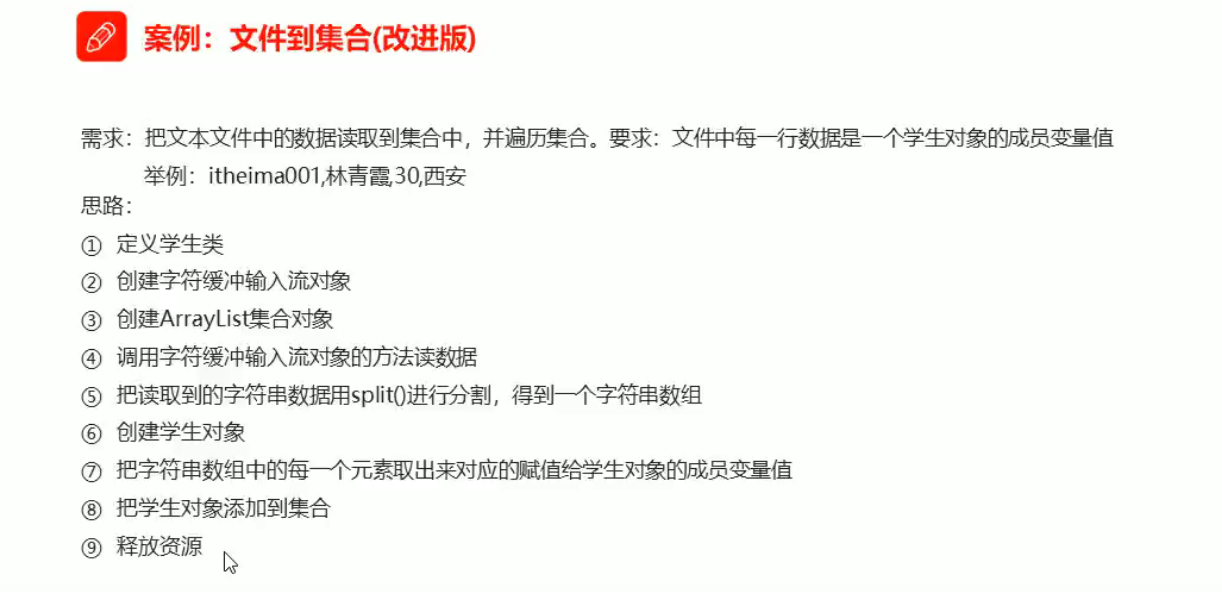 案例：文件到集合(改进版)
需求：把文本文件中的数据读取到集合中，并遍历集合。要求：文件中每一行数据是一个学生对象的成员变量值
举例：itheima001,林青霞,30,西安
思路：
① 定义学生类
② 创建字符缓冲输入流对象
③ 创建ArrayList集合对象
④ 调用字符缓冲输入流对象的方法读数据
⑤ 把读取到的字符串数据用split()进行分割，得到一个字符串数组
⑥ 创建学生对象
⑦ 把字符串数组中的每一个元素取出来对应的赋值给学生对象的成员变量值
⑧ 把学生对象添加到集合
⑨ 释放资源